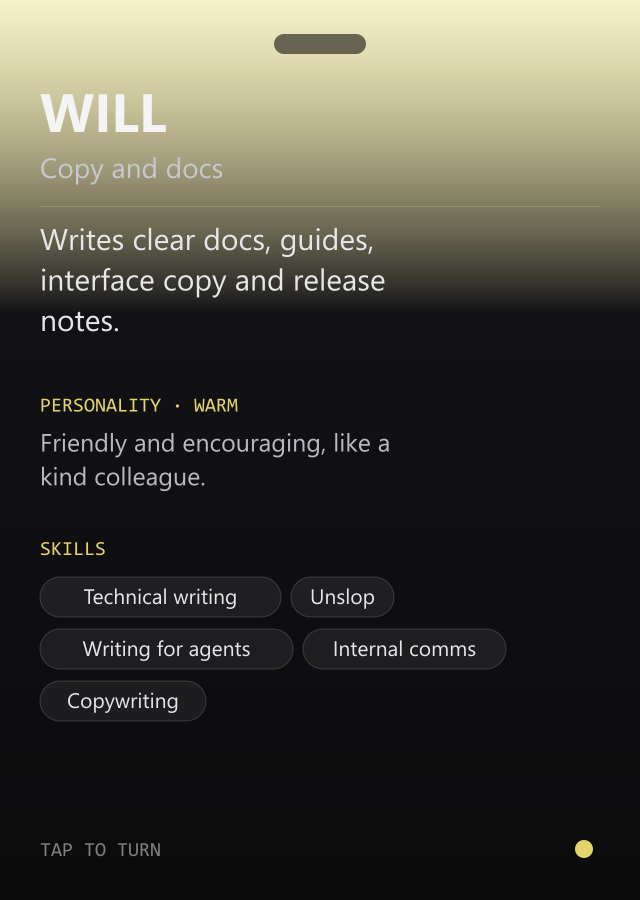 WILL
Copy and docs
Writes clear docs, guides,
interface copy and release
notes.
PERSONALITY · WARM
Friendly and encouraging, like a
kind colleague.
SKILLS
Technical writing
Unslop
Writing for agents
Internal comms
Copywriting
TAP TO TURN